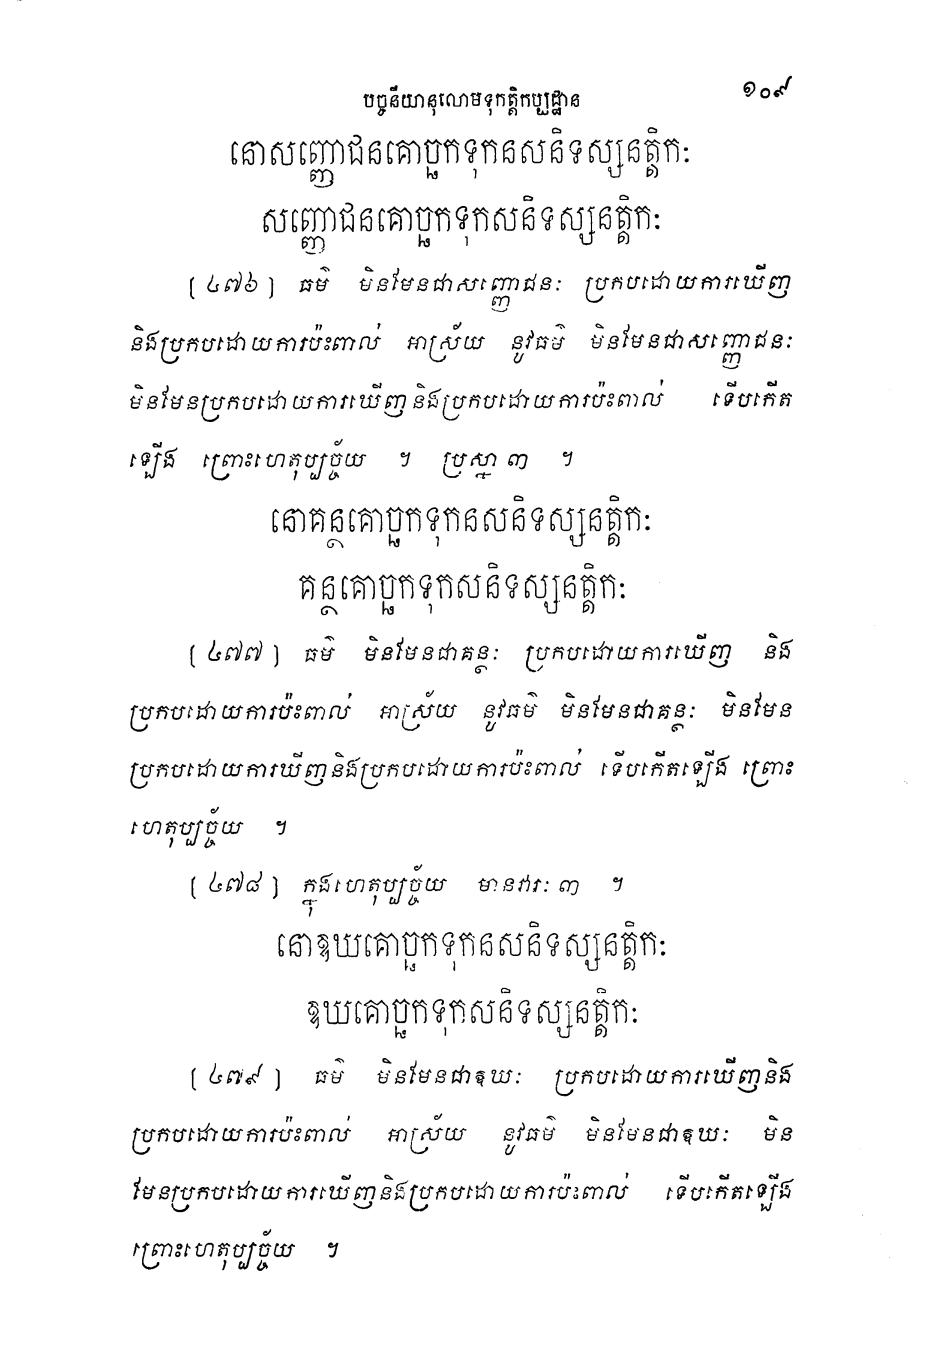 បច្ចនីយានុលោមទុកត្តិកប្បដ្ឋាន ១០៩
នោសញ្ញោជនគោច្ឆកទុកនសនិទស្សនត្តិកៈ
សញ្ញោជនគោច្ឆកទុកសនិទស្សនត្តិកៈ
[ ៤៧៦ ] ធម៌ មិនមែនជាសញ្ញោជនៈ ប្រកបដោយការឃើញ
និងប្រកបដោយការប៉ះពាល់ អាស្រ័យ នូវធម៌ មិនមែនជាសញ្ញោជនៈ
មិនមែនប្រកបដោយការឃើញនិងប្រកបដោយការប៉ះពាល់ ទើបកើត
ឡើង ព្រោះហេតុប្បច្ច័យ ។ ប្រស្នា ៣ ។
នោគន្ថគោច្ឆកទុកនសនិទស្សនត្តិកៈ
គន្ថគោច្ឆកទុកសនិទស្សនត្តិកៈ
[ ៤៧៧ ] ធម៌ មិនមែនជាគន្ថៈ ប្រកបដោយការឃើញ និង
ប្រកបដោយការប៉ះពាល់ អាស្រ័យ នូវធម៌ មិនមែនជាគន្ថៈ មិនមែន
ប្រកបដោយការឃើញនិងប្រកបដោយការប៉ះពាល់ ទើបកើតឡើង ព្រោះ
ហេតុប្បច្ច័យ ។
[ ៤៧៨ ] ក្នុងហេតុប្បច្ច័យ មានវារៈ ៣ ។
នោឱឃគោច្ឆកទុកនសនិទស្សនត្តិកៈ
ឱឃគោច្ឆកទុកសនិទស្សនត្តិកៈ
[ ៤៧៩ ] ធម៌ មិនមែនជាឱឃៈ ប្រកបដោយការឃើញនិង
ប្រកបដោយការប៉ះពាល់ អាស្រ័យ នូវធម៌ មិនមែនជាឱឃៈ មិន
មែនប្រកបដោយការឃើញនិងប្រកបដោយការប៉ះពាល់ ទើបកើតឡើង
ព្រោះហេតុប្បច្ច័យ ។